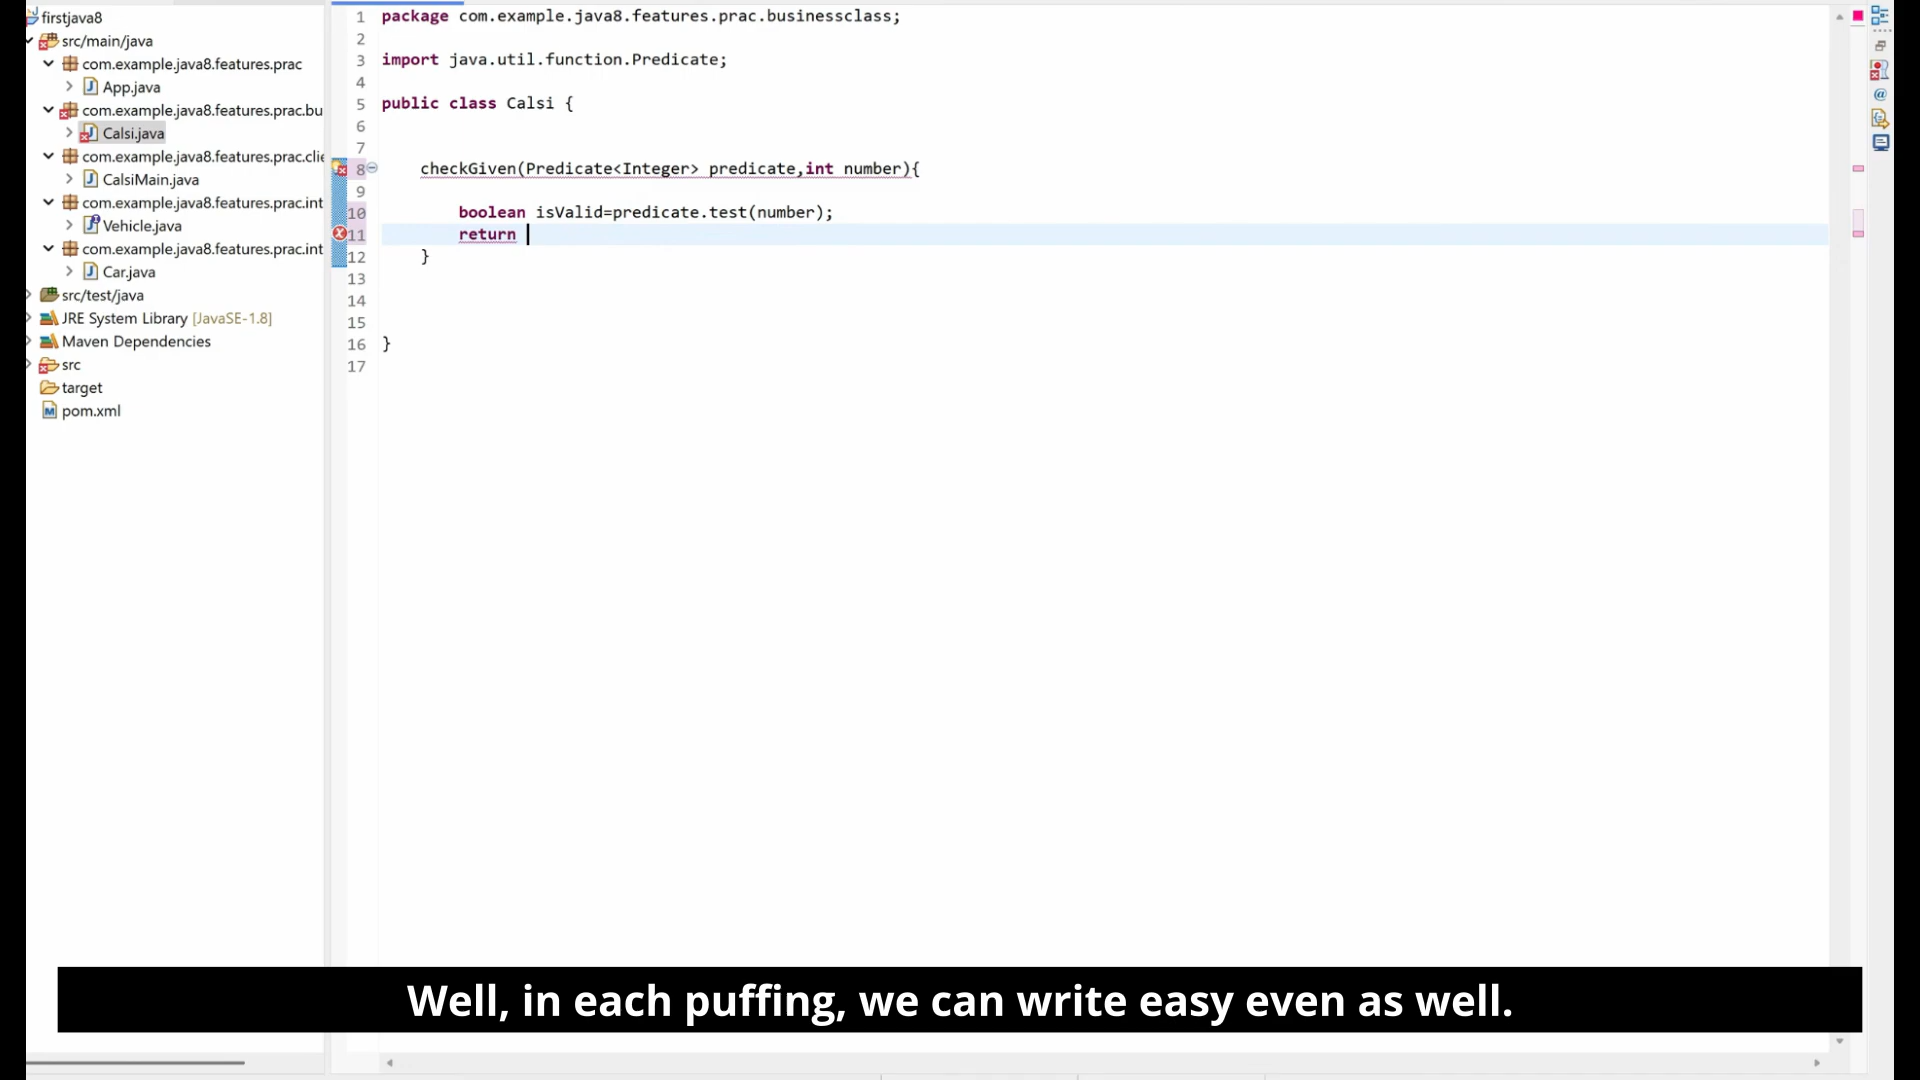 firstjava8
src/main/java
com.example.java8.features.prac
App.java
com.example.java8.features.prac.bu
Calsi.java
com.example.java8.features.prac.clie
CalsiMain.java
com.example.java8.features.prac.int
Vehicle.java
com.example.java8.features.prac.int
Car.java
src/test/java
JRE System Library [JavaSE-1.8]
Maven Dependencies
src
target
pom.xml
1 package com.example.java8.features.prac.businessclass;
2
3 import java.util.function.Predicate;
4
5 public class Calsi {
6
7
8 checkGiven(Predicate<Integer> predicate,int number){
9
10 boolean isValid=predicate.test(number);
11 return
12 }
13
14
15
16 }
17
Well, in each puffing, we can write easy even as well.